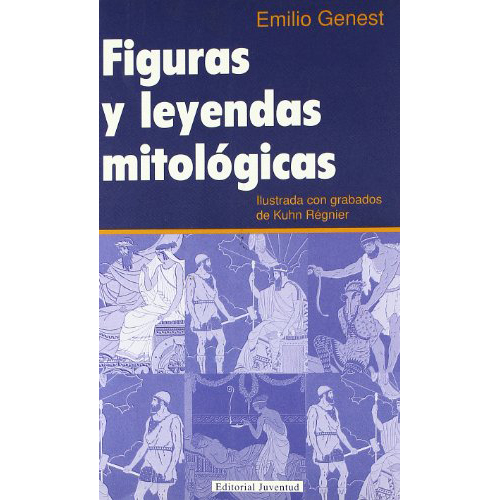 Emilio Genest
Figuras
y leyendas
mitológicas
Ilustrada con grabados
de Kuhn Régnier
Editorial Juventud